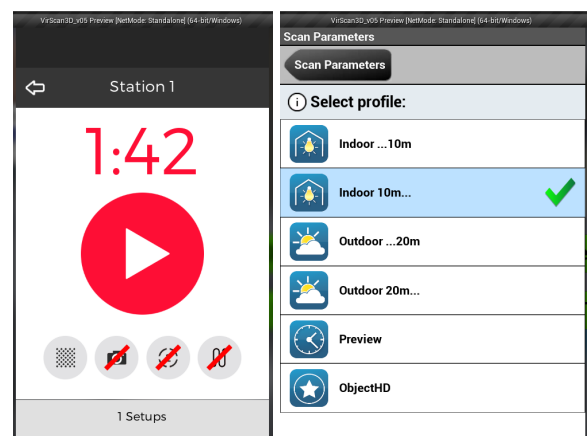 VirScan3D_v05 Preview [NetMode: Standalone] (64-bit/Windows)
Station 1
1:42
1 Setups
VirScan3D_v05 Preview [NetMode: Standalone] (64-bit/Windows)
Scan Parameters
Scan Parameters
i Select profile:
Indoor ...10m
Indoor 10m...
Outdoor ...20m
Outdoor 20m...
Preview
ObjectHD